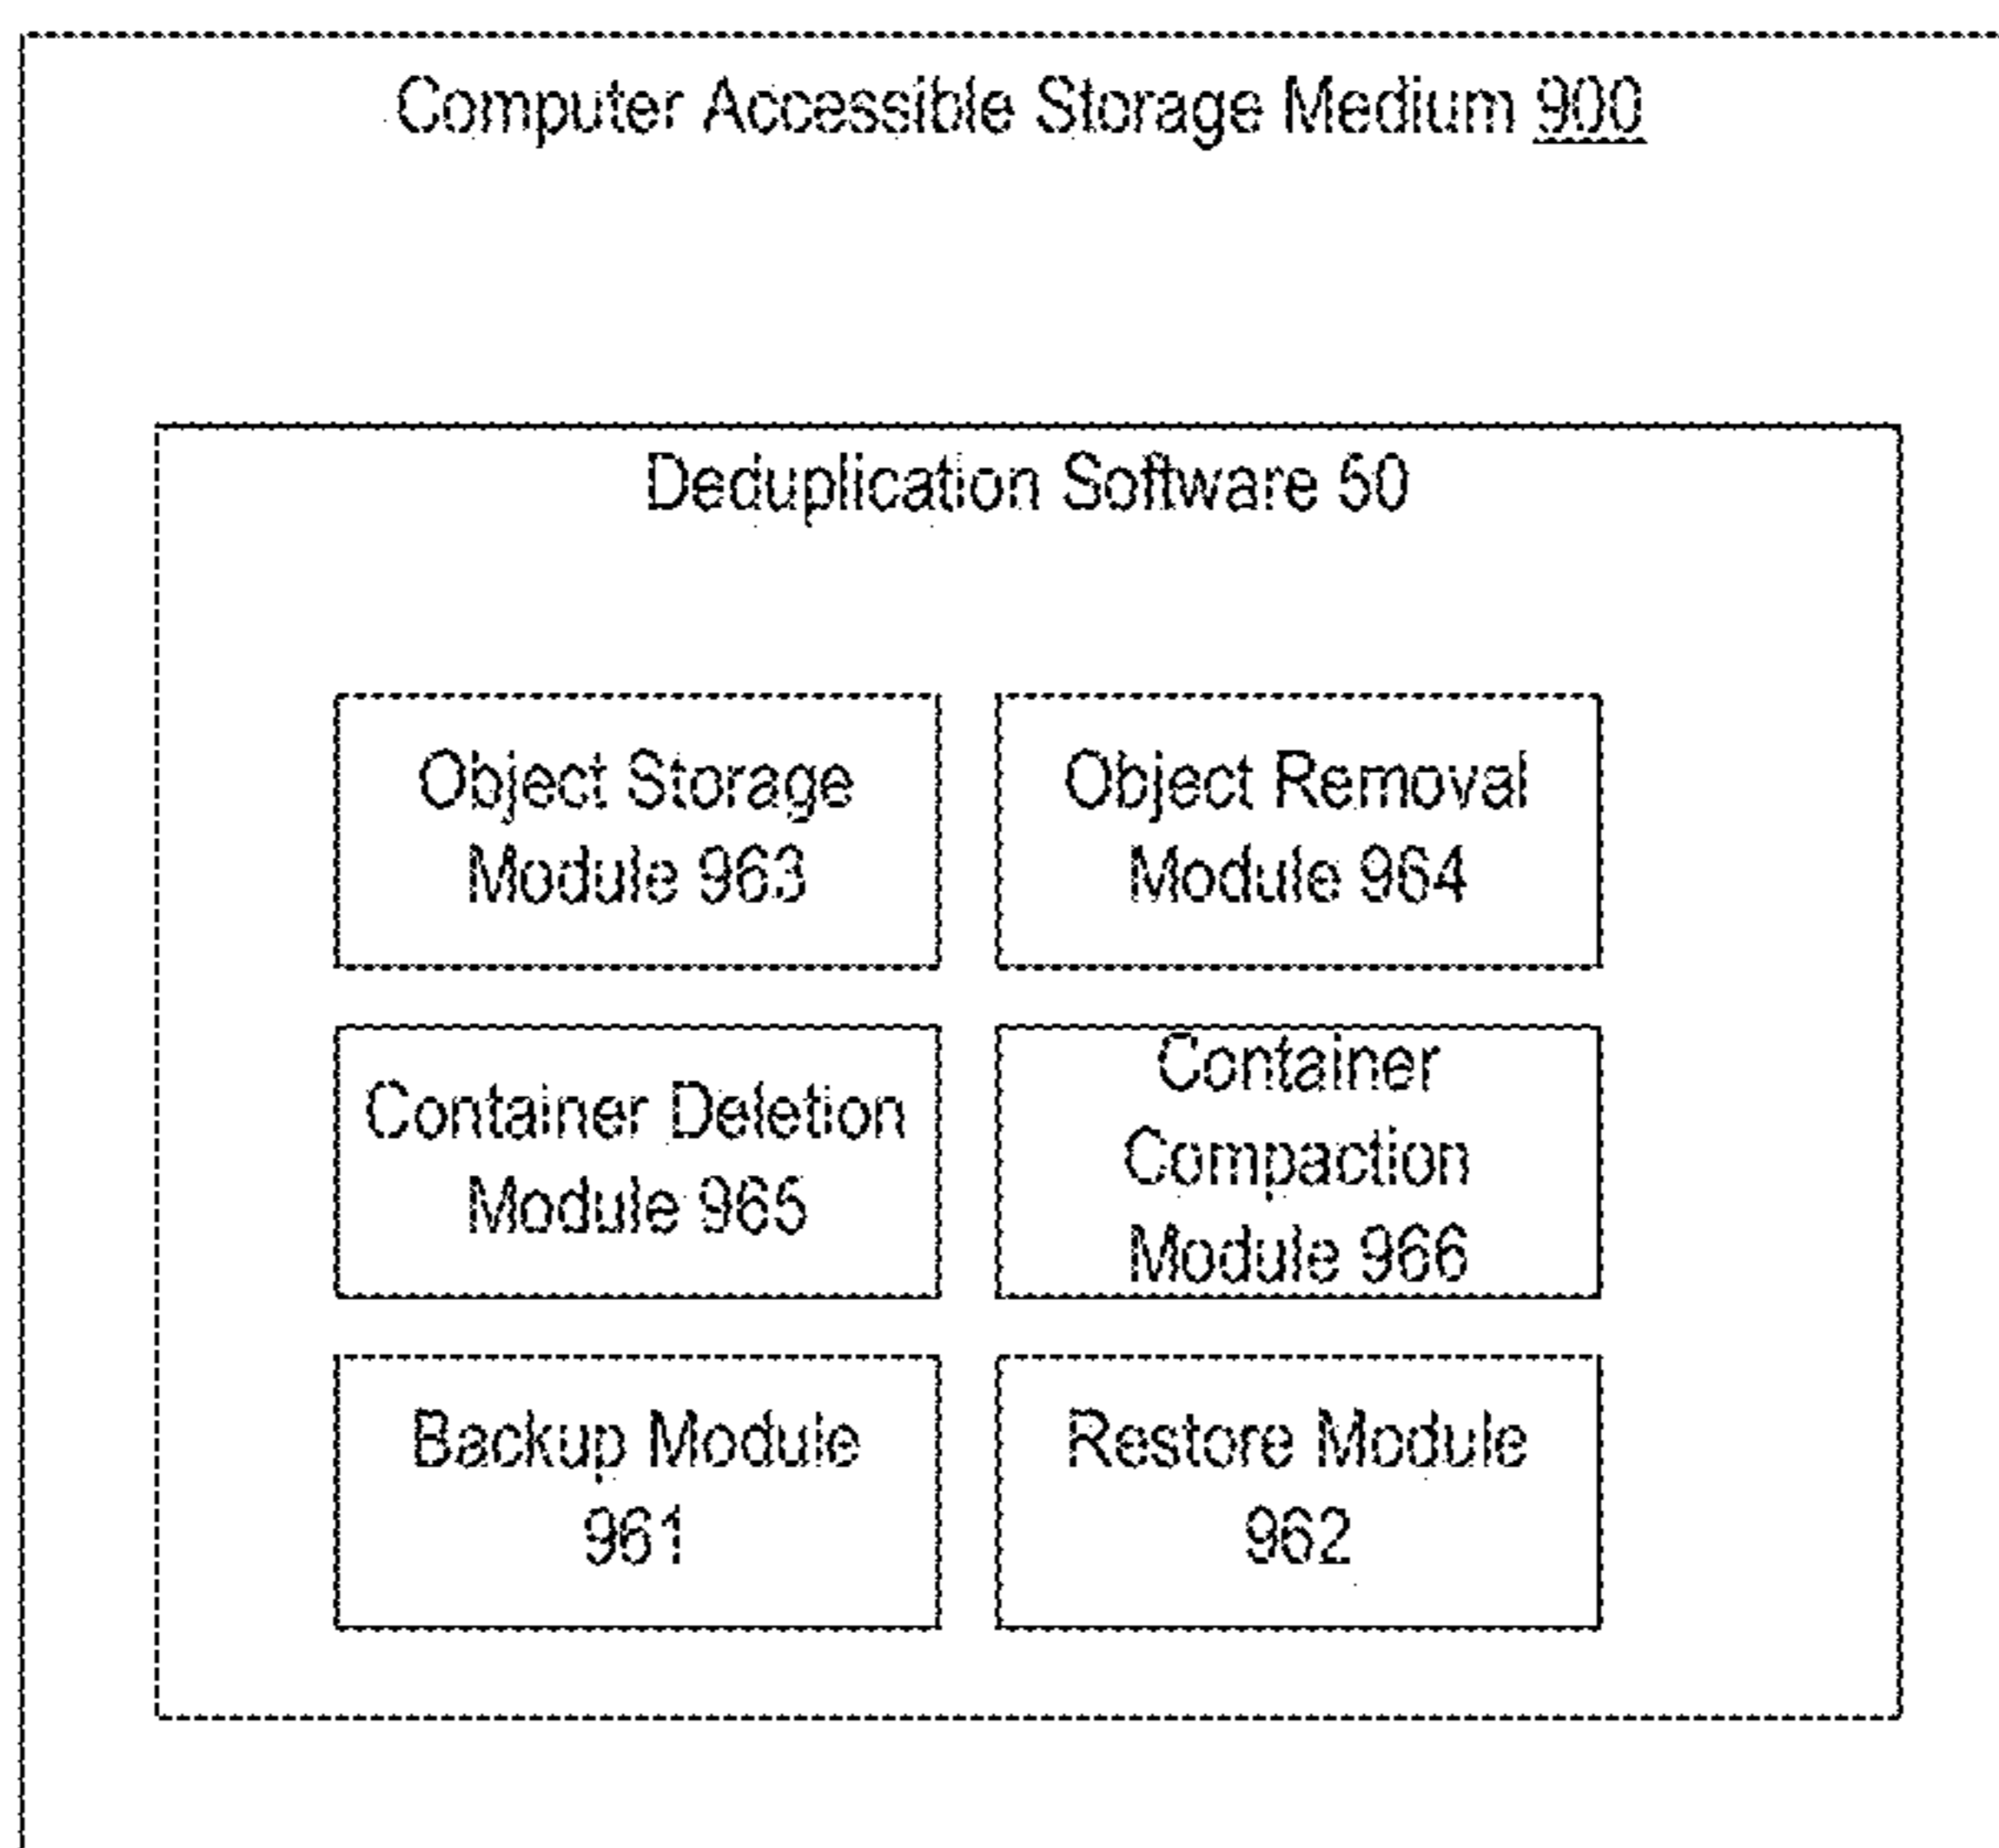 Computer Accessible Storage Medium 900
Deduplication Software 50
Object Storage
Module 963
Object Removal
Module 964
Container Deletion
Module 965
Container
Compaction
Module 966
Backup Module
961
Restore Module
962